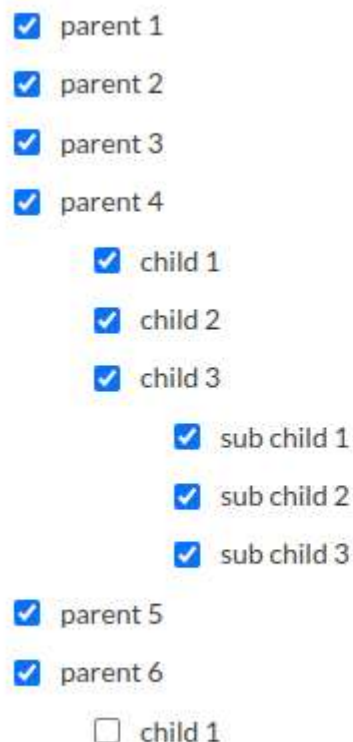 parent 1
parent 2
parent 3
parent 4
child 1
child 2
child 3
sub child 1
sub child 2
sub child 3
parent 5
parent 6
child 1